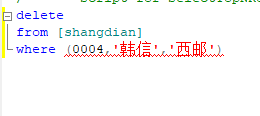 delete
from [shangdian]
where (0004,'韩信','西邮')